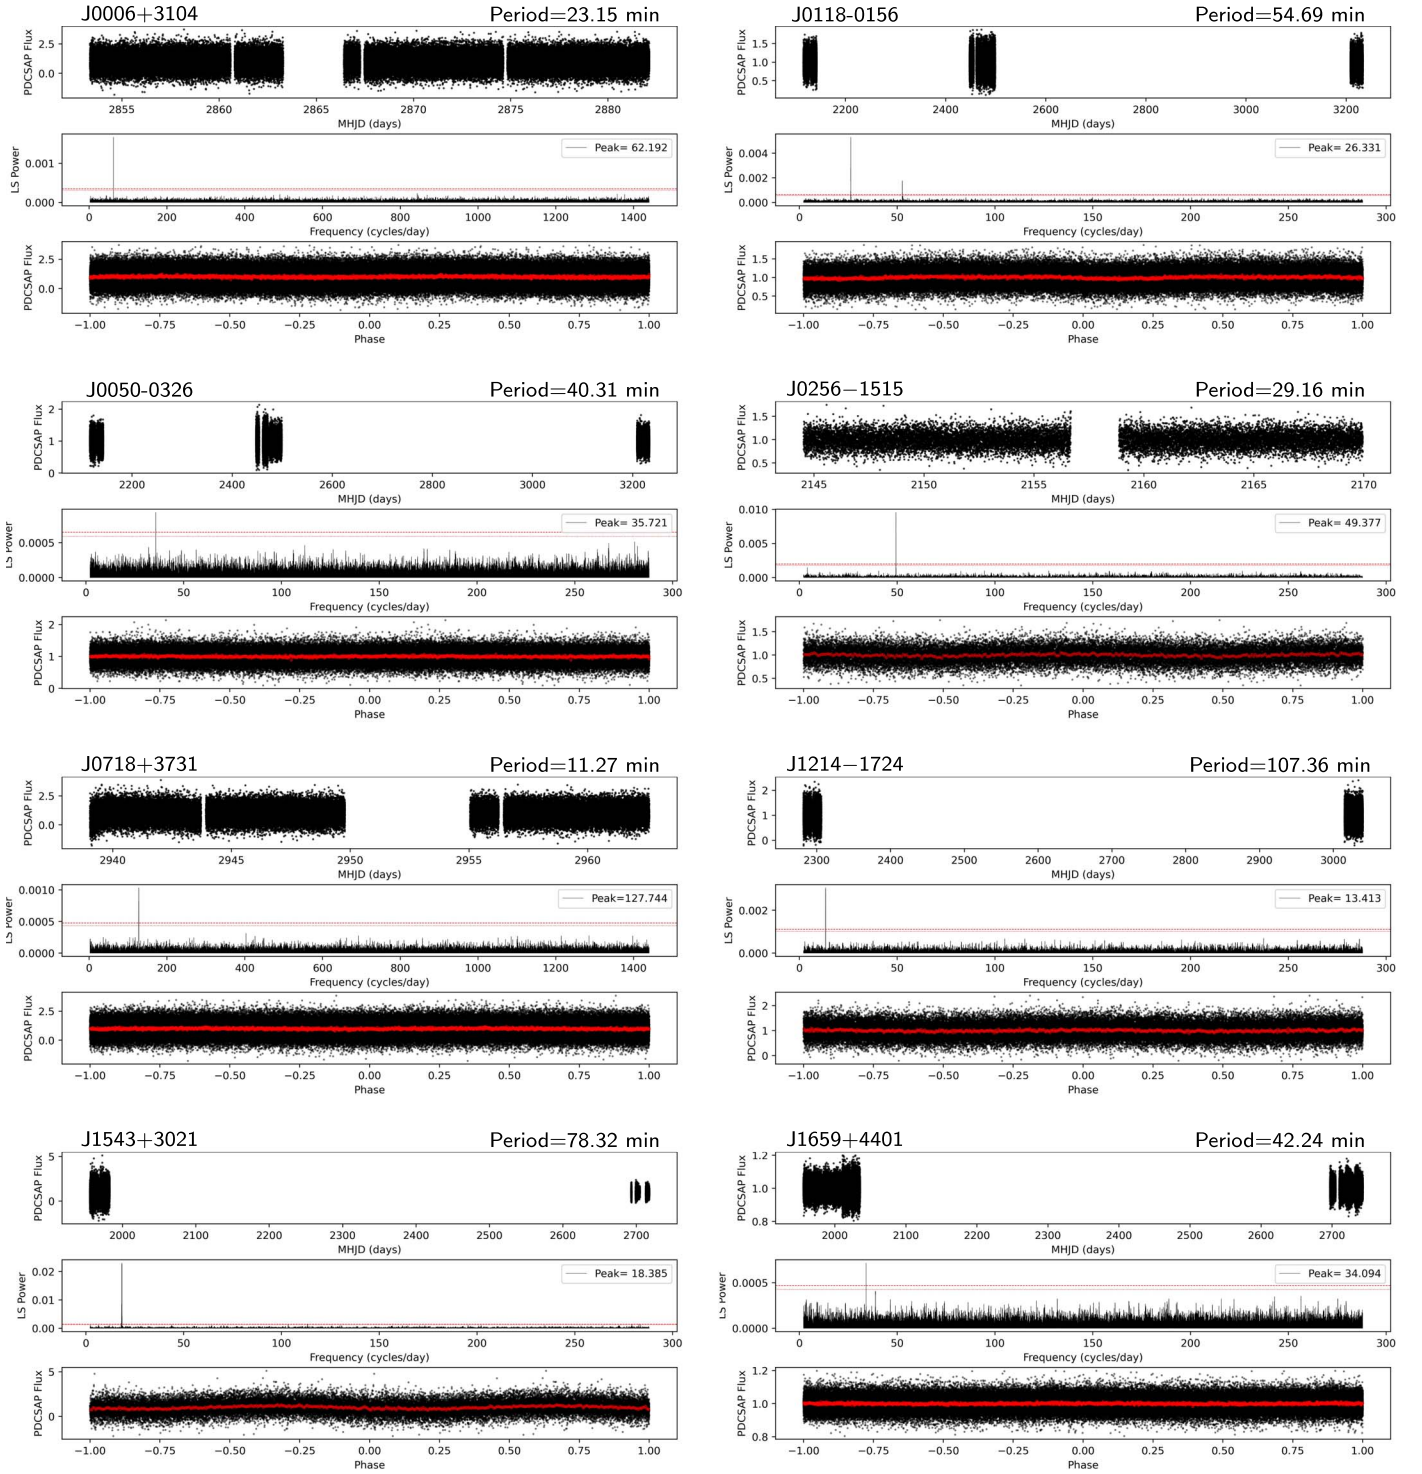 J0006+3104 Period=23.15 min
PDCSAP Flux
2.5
0.0
2855 2860 2865 2870 2875 2880
MHJD (days)
LS Power
0.001
0.000
Peak= 62.192
0 200 400 600 800 1000 1200 1400
Frequency (cycles/day)
PDCSAP Flux
2.5
0.0
−1.00 −0.75 −0.50 −0.25 0.00 0.25 0.50 0.75 1.00
Phase
J0118-0156 Period=54.69 min
PDCSAP Flux
1.5
1.0
0.5
2200 2400 2600 2800 3000 3200
MHJD (days)
LS Power
0.004
0.002
0.000
Peak= 26.331
0 50 100 150 200 250 300
Frequency (cycles/day)
PDCSAP Flux
1.5
1.0
0.5
−1.00 −0.75 −0.50 −0.25 0.00 0.25 0.50 0.75 1.00
Phase
J0050-0326 Period=40.31 min
PDCSAP Flux
2
1
0
2200 2400 2600 2800 3000 3200
MHJD (days)
LS Power
0.0005
0.0000
Peak= 35.721
0 50 100 150 200 250 300
Frequency (cycles/day)
PDCSAP Flux
2
1
0
−1.00 −0.75 −0.50 −0.25 0.00 0.25 0.50 0.75 1.00
Phase
J0256−1515 Period=29.16 min
PDCSAP Flux
1.5
1.0
0.5
2145 2150 2155 2160 2165 2170
MHJD (days)
LS Power
0.010
0.005
0.000
Peak= 49.377
0 50 100 150 200 250 300
Frequency (cycles/day)
PDCSAP Flux
1.5
1.0
0.5
−1.00 −0.75 −0.50 −0.25 0.00 0.25 0.50 0.75 1.00
Phase
J0718+3731 Period=11.27 min
PDCSAP Flux
2.5
0.0
2940 2945 2950 2955 2960
MHJD (days)
LS Power
0.0010
0.0005
0.0000
Peak=127.744
0 200 400 600 800 1000 1200 1400
Frequency (cycles/day)
PDCSAP Flux
2.5
0.0
−1.00 −0.75 −0.50 −0.25 0.00 0.25 0.50 0.75 1.00
Phase
J1214−1724 Period=107.36 min
PDCSAP Flux
2
1
0
2300 2400 2500 2600 2700 2800 2900 3000
MHJD (days)
LS Power
0.002
0.000
Peak= 13.413
0 50 100 150 200 250 300
Frequency (cycles/day)
PDCSAP Flux
2
1
0
−1.00 −0.75 −0.50 −0.25 0.00 0.25 0.50 0.75 1.00
Phase
J1543+3021 Period=78.32 min
PDCSAP Flux
5
0
2000 2100 2200 2300 2400 2500 2600 2700
MHJD (days)
LS Power
0.02
0.01
0.00
Peak= 18.385
0 50 100 150 200 250 300
Frequency (cycles/day)
PDCSAP Flux
5
0
−1.00 −0.75 −0.50 −0.25 0.00 0.25 0.50 0.75 1.00
Phase
J1659+4401 Period=42.24 min
PDCSAP Flux
1.2
1.0
0.8
2000 2100 2200 2300 2400 2500 2600 2700
MHJD (days)
LS Power
0.0005
0.0000
Peak= 34.094
0 50 100 150 200 250 300
Frequency (cycles/day)
PDCSAP Flux
1.2
1.0
0.8
−1.00 −0.75 −0.50 −0.25 0.00 0.25 0.50 0.75 1.00
Phase